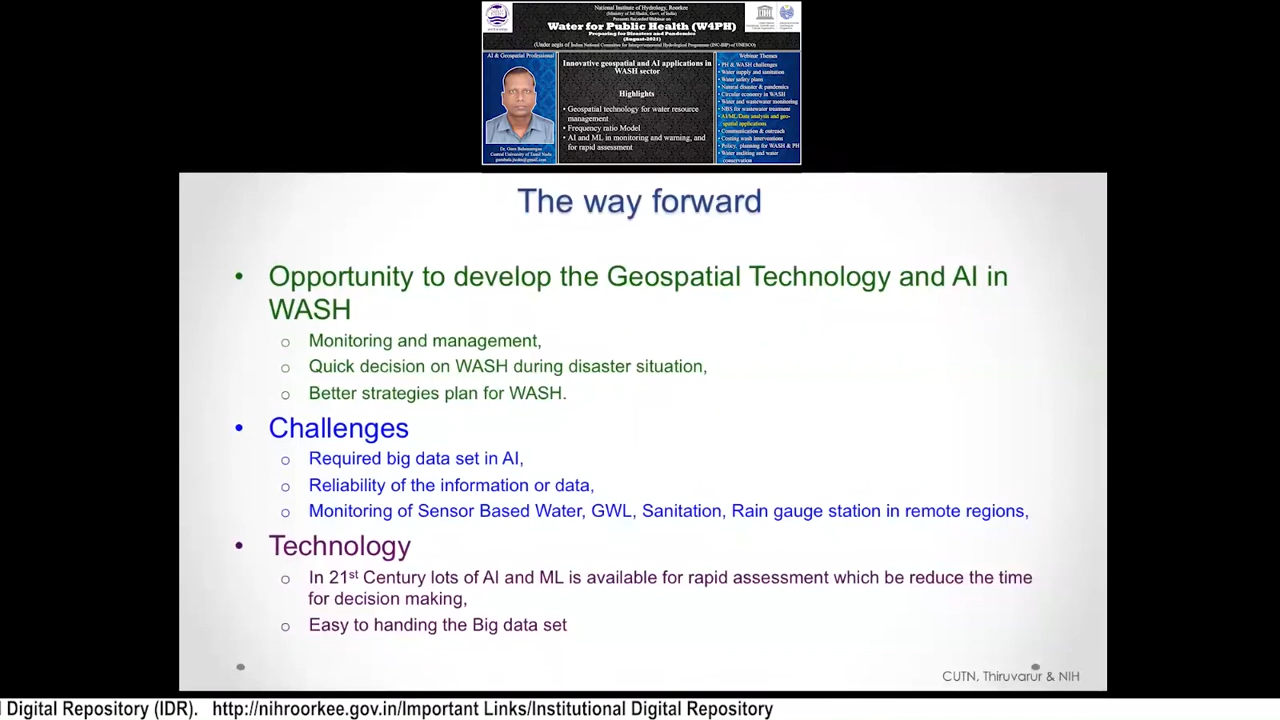 National Institute of Hydrology, Roorkee
(Ministry of Jal Shakti, Govt. of India)
Presents Recorded Webinar on
Water for Public Health (W4PH)
Preparing for Disasters and Pandemics
(August-2021)
(Under aegis of Indian National Committee for Intergovernmental Hydrological Programme (INC-IHP) of UNESCO)
AI & Geospatial Professional
Central University of Tamil Nadu
Innovative geospatial and AI applications in
WASH sector
Highlights
• Geospatial technology for water resource
management
• Frequency ratio Model
• AI and ML in monitoring and warning, and
for rapid assessment
Webinar Themes
• PH & WASH challenges
• Water supply and sanitation
• Water safety plans
• Natural disaster & pandemics
• Circular economy in WASH
• Water and wastewater monitoring
• NBS for wastewater treatment
• AI/ML/Data analysis and geo-
spatial applications
• Communication & outreach
• Costing wash interventions
• Policy, planning for WASH & PH
• Water auditing and water
conservation
The way forward
• Opportunity to develop the Geospatial Technology and AI in
WASH
o Monitoring and management,
o Quick decision on WASH during disaster situation,
o Better strategies plan for WASH.
• Challenges
o Required big data set in AI,
o Reliability of the information or data,
o Monitoring of Sensor Based Water, GWL, Sanitation, Rain gauge station in remote regions,
• Technology
o In 21st Century lots of AI and ML is available for rapid assessment which be reduce the time
for decision making,
o Easy to handing the Big data set
CUTN, Thiruvarur & NIH
l Digital Repository (IDR). http://nihroorkee.gov.in/Important Links/Institutional Digital Repository